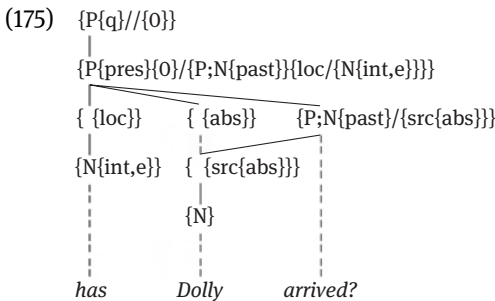 (175) {P{q}//{0}}
{P{pres}{0}/{P;N{past}}{loc/{N{int,e}}}}
{ {loc}} { {abs}} {P;N{past}/{src{abs}}}
{N{int,e}} { {src{abs}}}
{N}
has Dolly arrived?